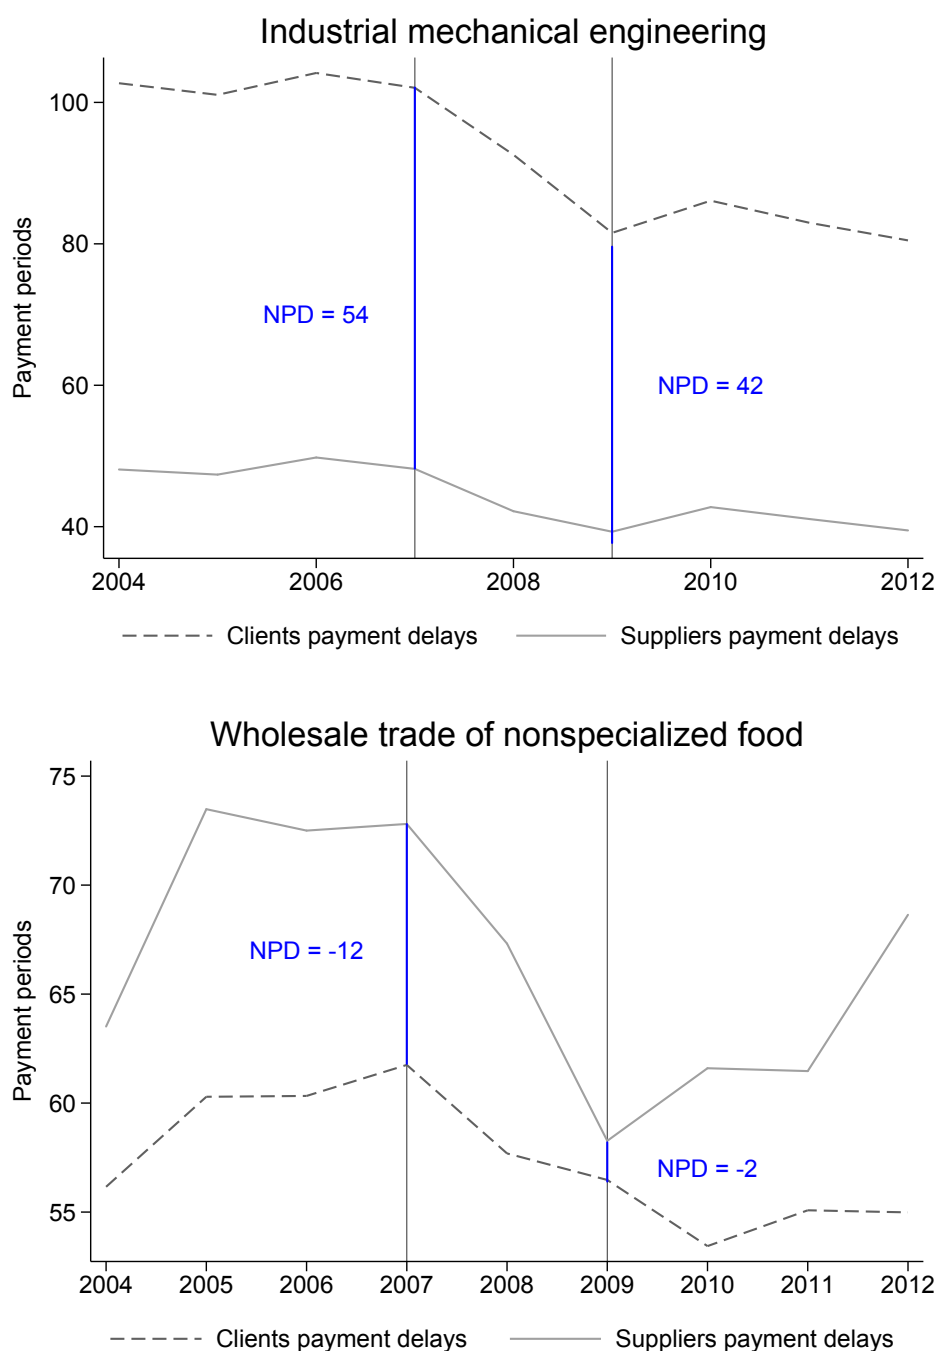 Industrial mechanical engineering
Payment periods
100
80
60
40
NPD = 54
NPD = 42
2004 2006 2008 2010 2012
Clients payment delays Suppliers payment delays
Wholesale trade of nonspecialized food
Payment periods
75
70
65
60
55
NPD = -12
NPD = -2
2004 2005 2006 2007 2008 2009 2010 2011 2012
Clients payment delays Suppliers payment delays